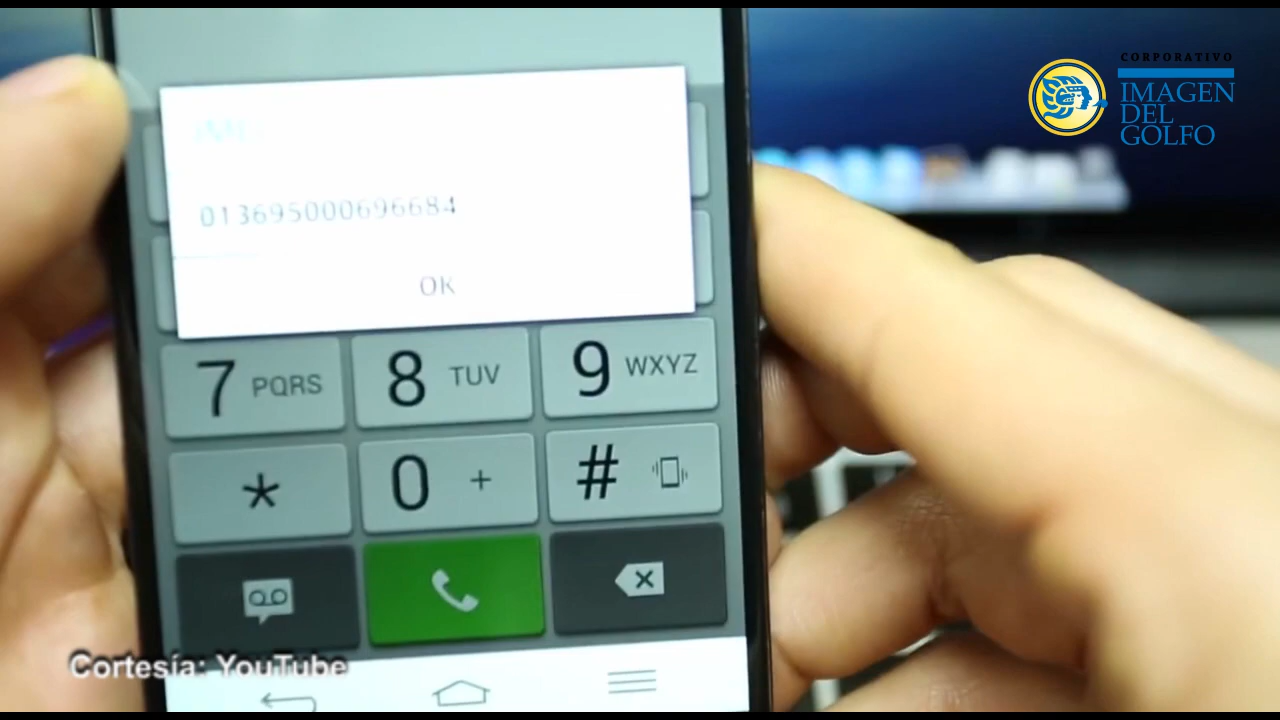 CORPORATIVO
IMAGEN
DEL
GOLFO
013695000696684
OK
7 PQRS
8 TUV
9 WXYZ
*
0 +
#
Cortesía: YouTube